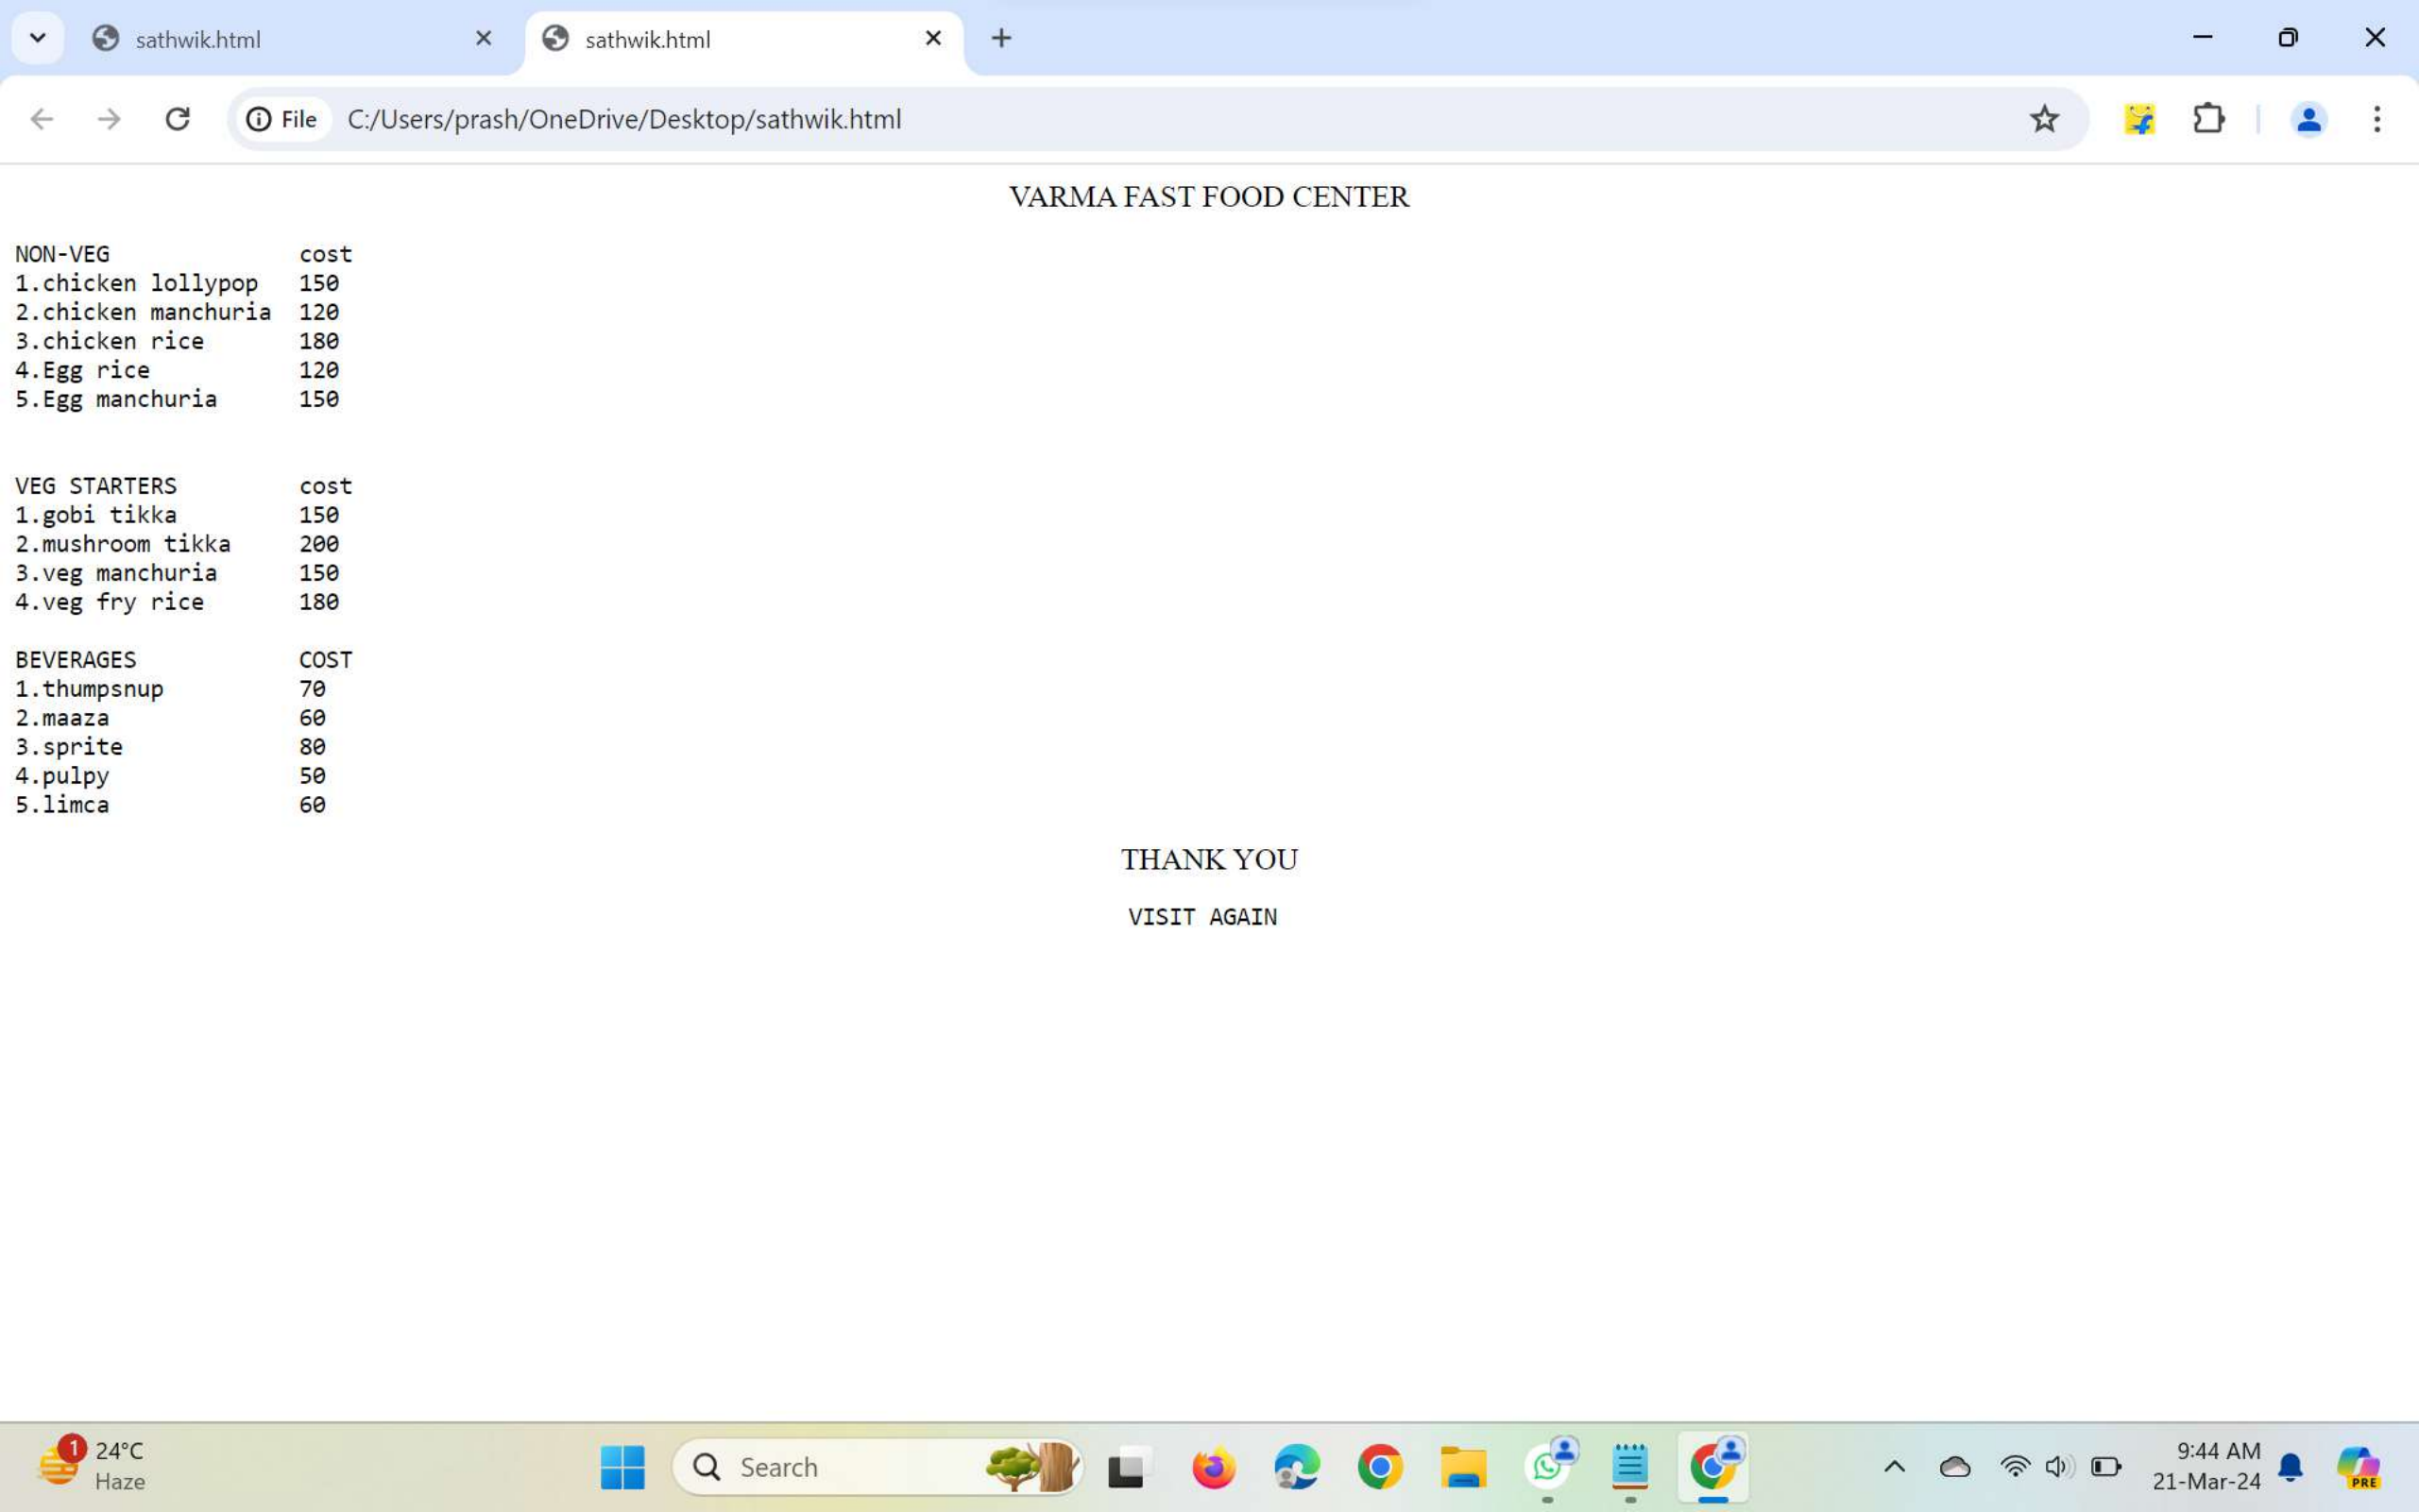 sathwik.html
sathwik.html
File C:/Users/prash/OneDrive/Desktop/sathwik.html
VARMA FAST FOOD CENTER
NON-VEG cost
1.chicken lollypop 150
2.chicken manchuria 120
3.chicken rice 180
4.Egg rice 120
5.Egg manchuria 150
VEG STARTERS cost
1.gobi tikka 150
2.mushroom tikka 200
3.veg manchuria 150
4.veg fry rice 180
BEVERAGES COST
1.thumpsnup 70
2.maaza 60
3.sprite 80
4.pulpy 50
5.limca 60
THANK YOU
VISIT AGAIN
1
24°C
Haze
Search
9:44 AM
21-Mar-24
PRE